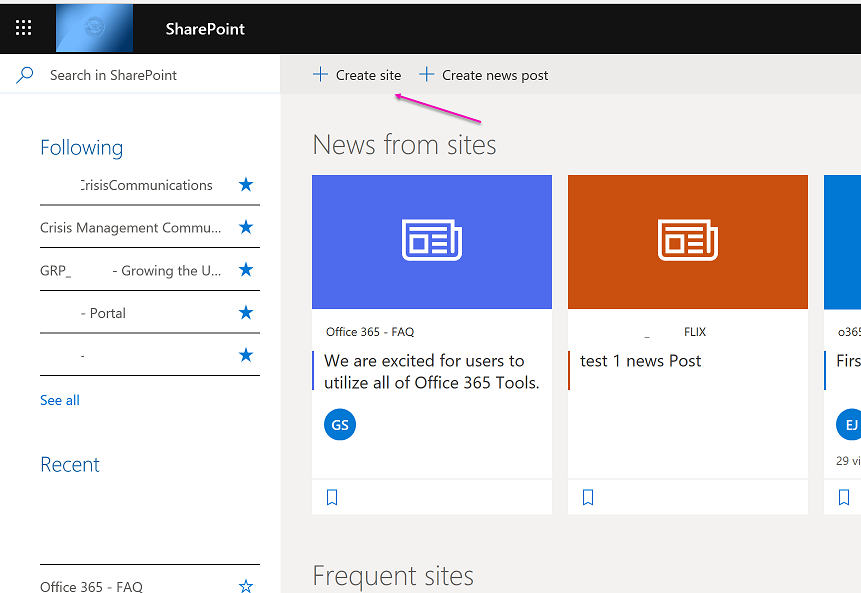 SharePoint
Search in SharePoint
Create site
Create news post
Following
CrisisCommunications
Crisis Management Commu...
GRP_ - Growing the U...
- Portal
-
See all
Recent
Office 365 - FAQ
News from sites
Office 365 - FAQ
We are excited for users to
utilize all of Office 365 Tools.
GS
_ FLIX
test 1 news Post
o365
Firs
EJ
29 vi
Frequent sites